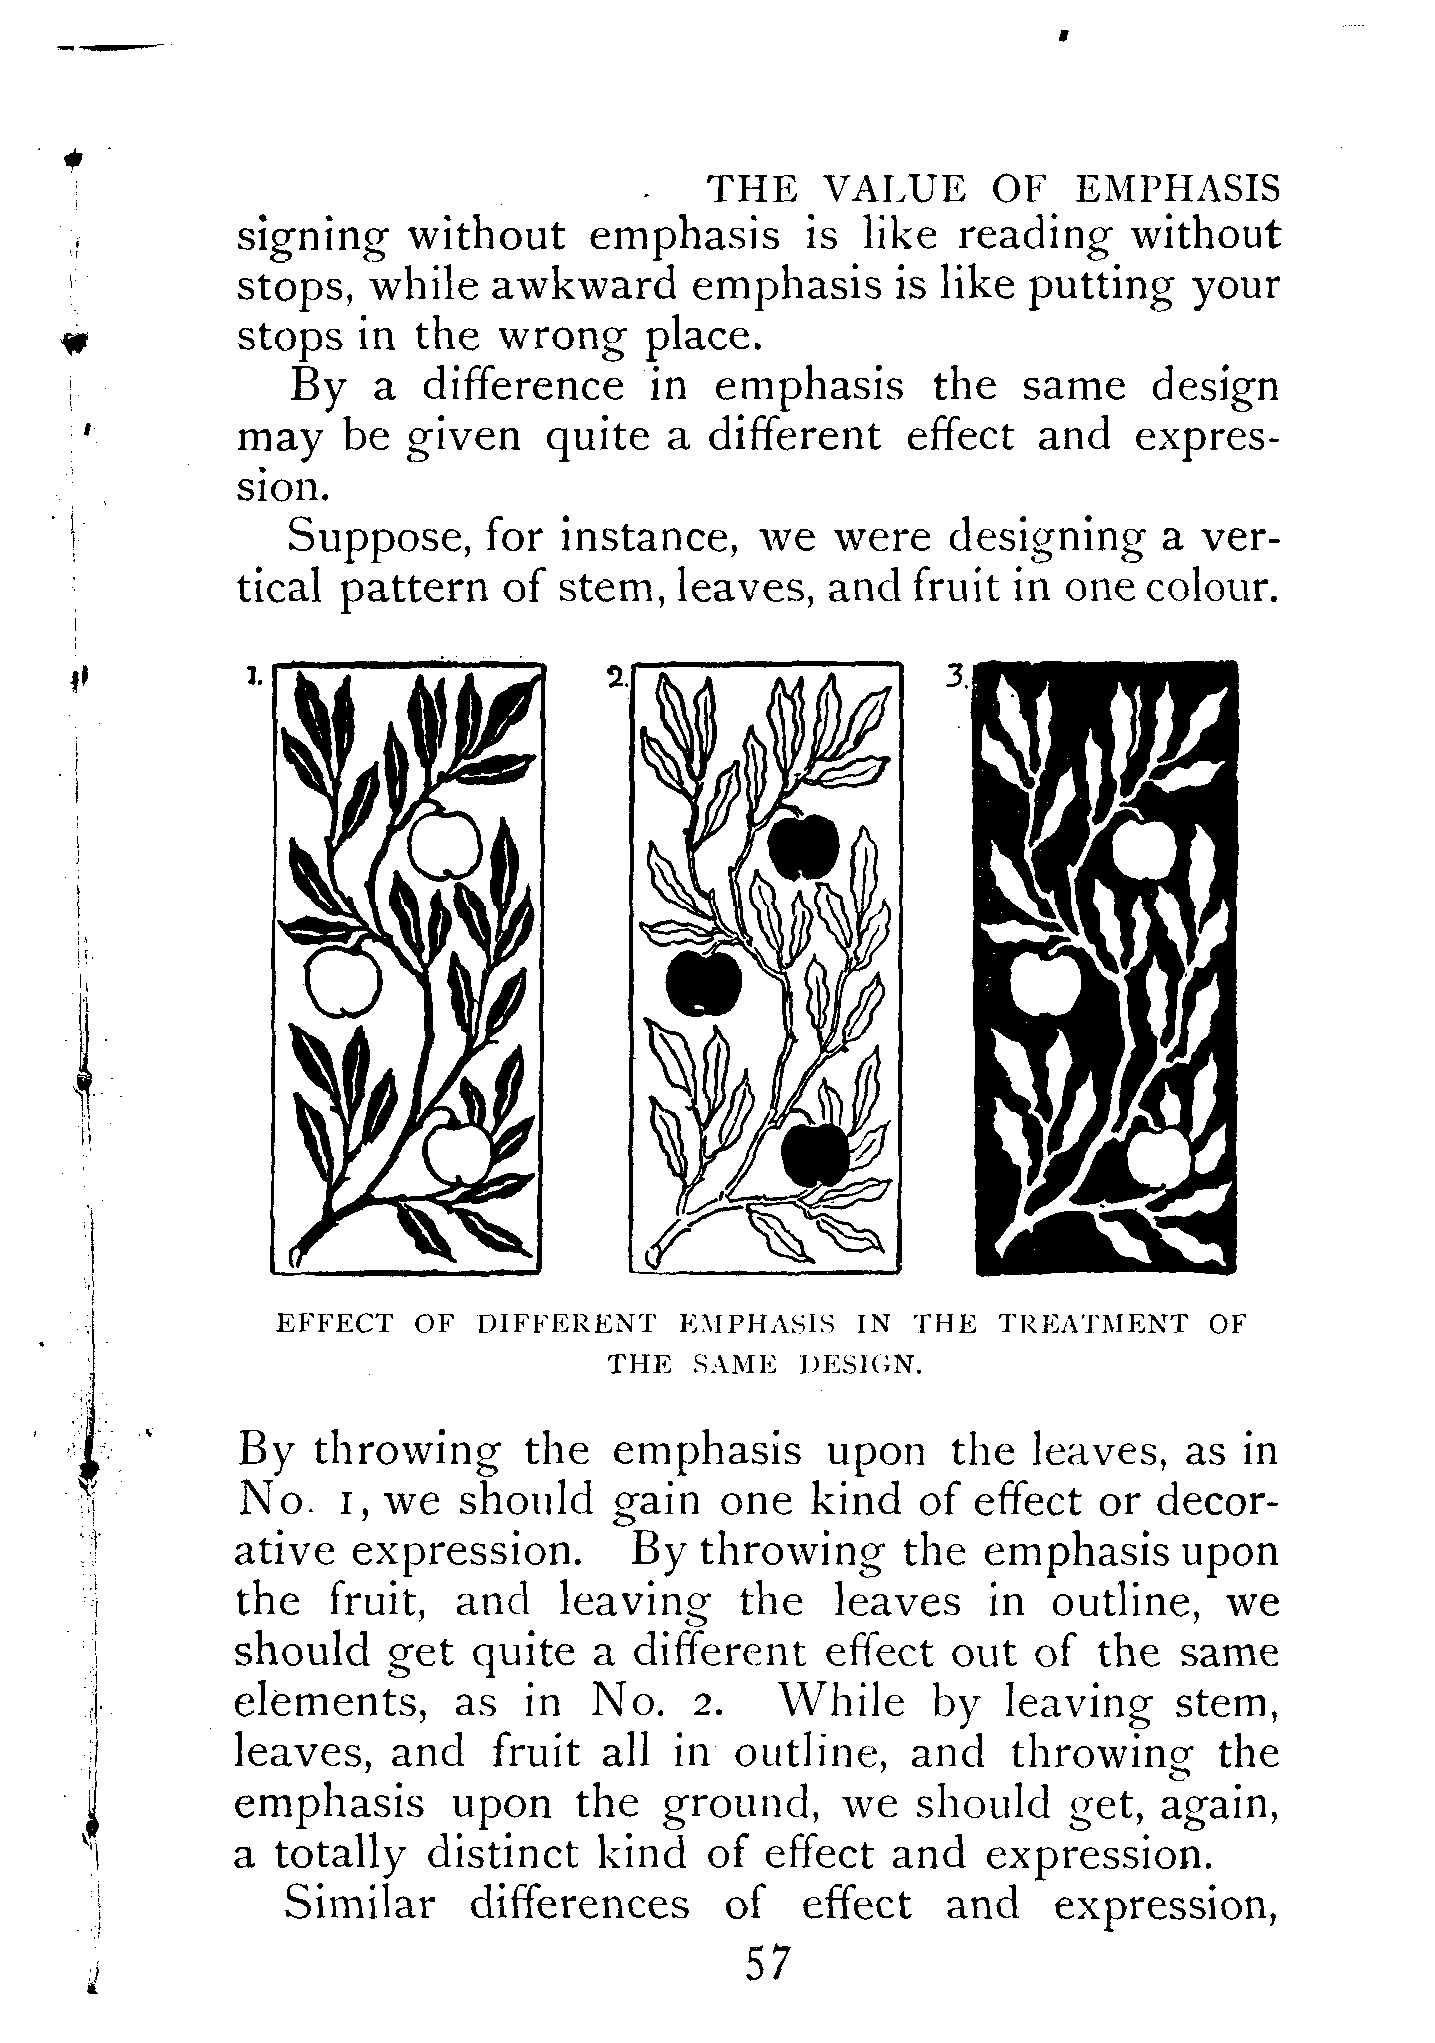 THE VALUE OF EMPHASIS
signing without emphasis is like reading without
stops, while awkward emphasis is like putting your
stops in the wrong place.
By a difference in emphasis the same design
may be given quite a different effect and expres-
sion.
Suppose, for instance, we were designing a ver-
tical pattern of stem, leaves, and fruit in one colour.
1. 2. 3.
EFFECT OF DIFFERENT EMPHASIS IN THE TREATMENT OF
THE SAME DESIGN.
By throwing the emphasis upon the leaves, as in
No. 1, we should gain one kind of effect or decor-
ative expression. By throwing the emphasis upon
the fruit, and leaving the leaves in outline, we
should get quite a different effect out of the same
elements, as in No. 2. While by leaving stem,
leaves, and fruit all in outline, and throwing the
emphasis upon the ground, we should get, again,
a totally distinct kind of effect and expression.
Similar differences of effect and expression,
57